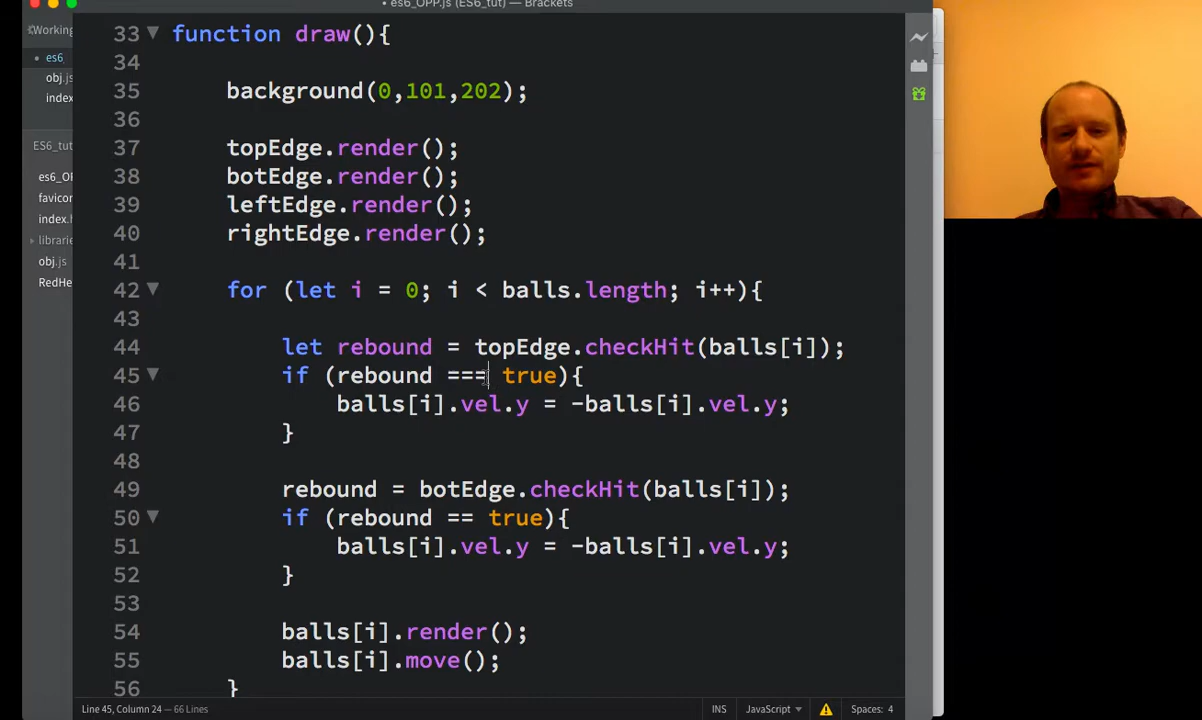 es6_OPP.js (ES6_tut) — Brackets
Working
es6
obj.js
index
ES6_tut
es6_O
favico
index.h
librarie
obj.js
RedHe
33 function draw(){
34
35 background(0,101,202);
36
37 topEdge.render();
38 botEdge.render();
39 leftEdge.render();
40 rightEdge.render();
41
42 for (let i = 0; i < balls.length; i++){
43
44 let rebound = topEdge.checkHit(balls[i]);
45 if (rebound === true){
46 balls[i].vel.y = -balls[i].vel.y;
47 }
48
49 rebound = botEdge.checkHit(balls[i]);
50 if (rebound == true){
51 balls[i].vel.y = -balls[i].vel.y;
52 }
53
54 balls[i].render();
55 balls[i].move();
56 }
Line 45, Column 24 — 66 Lines
INS
JavaScript
Spaces: 4